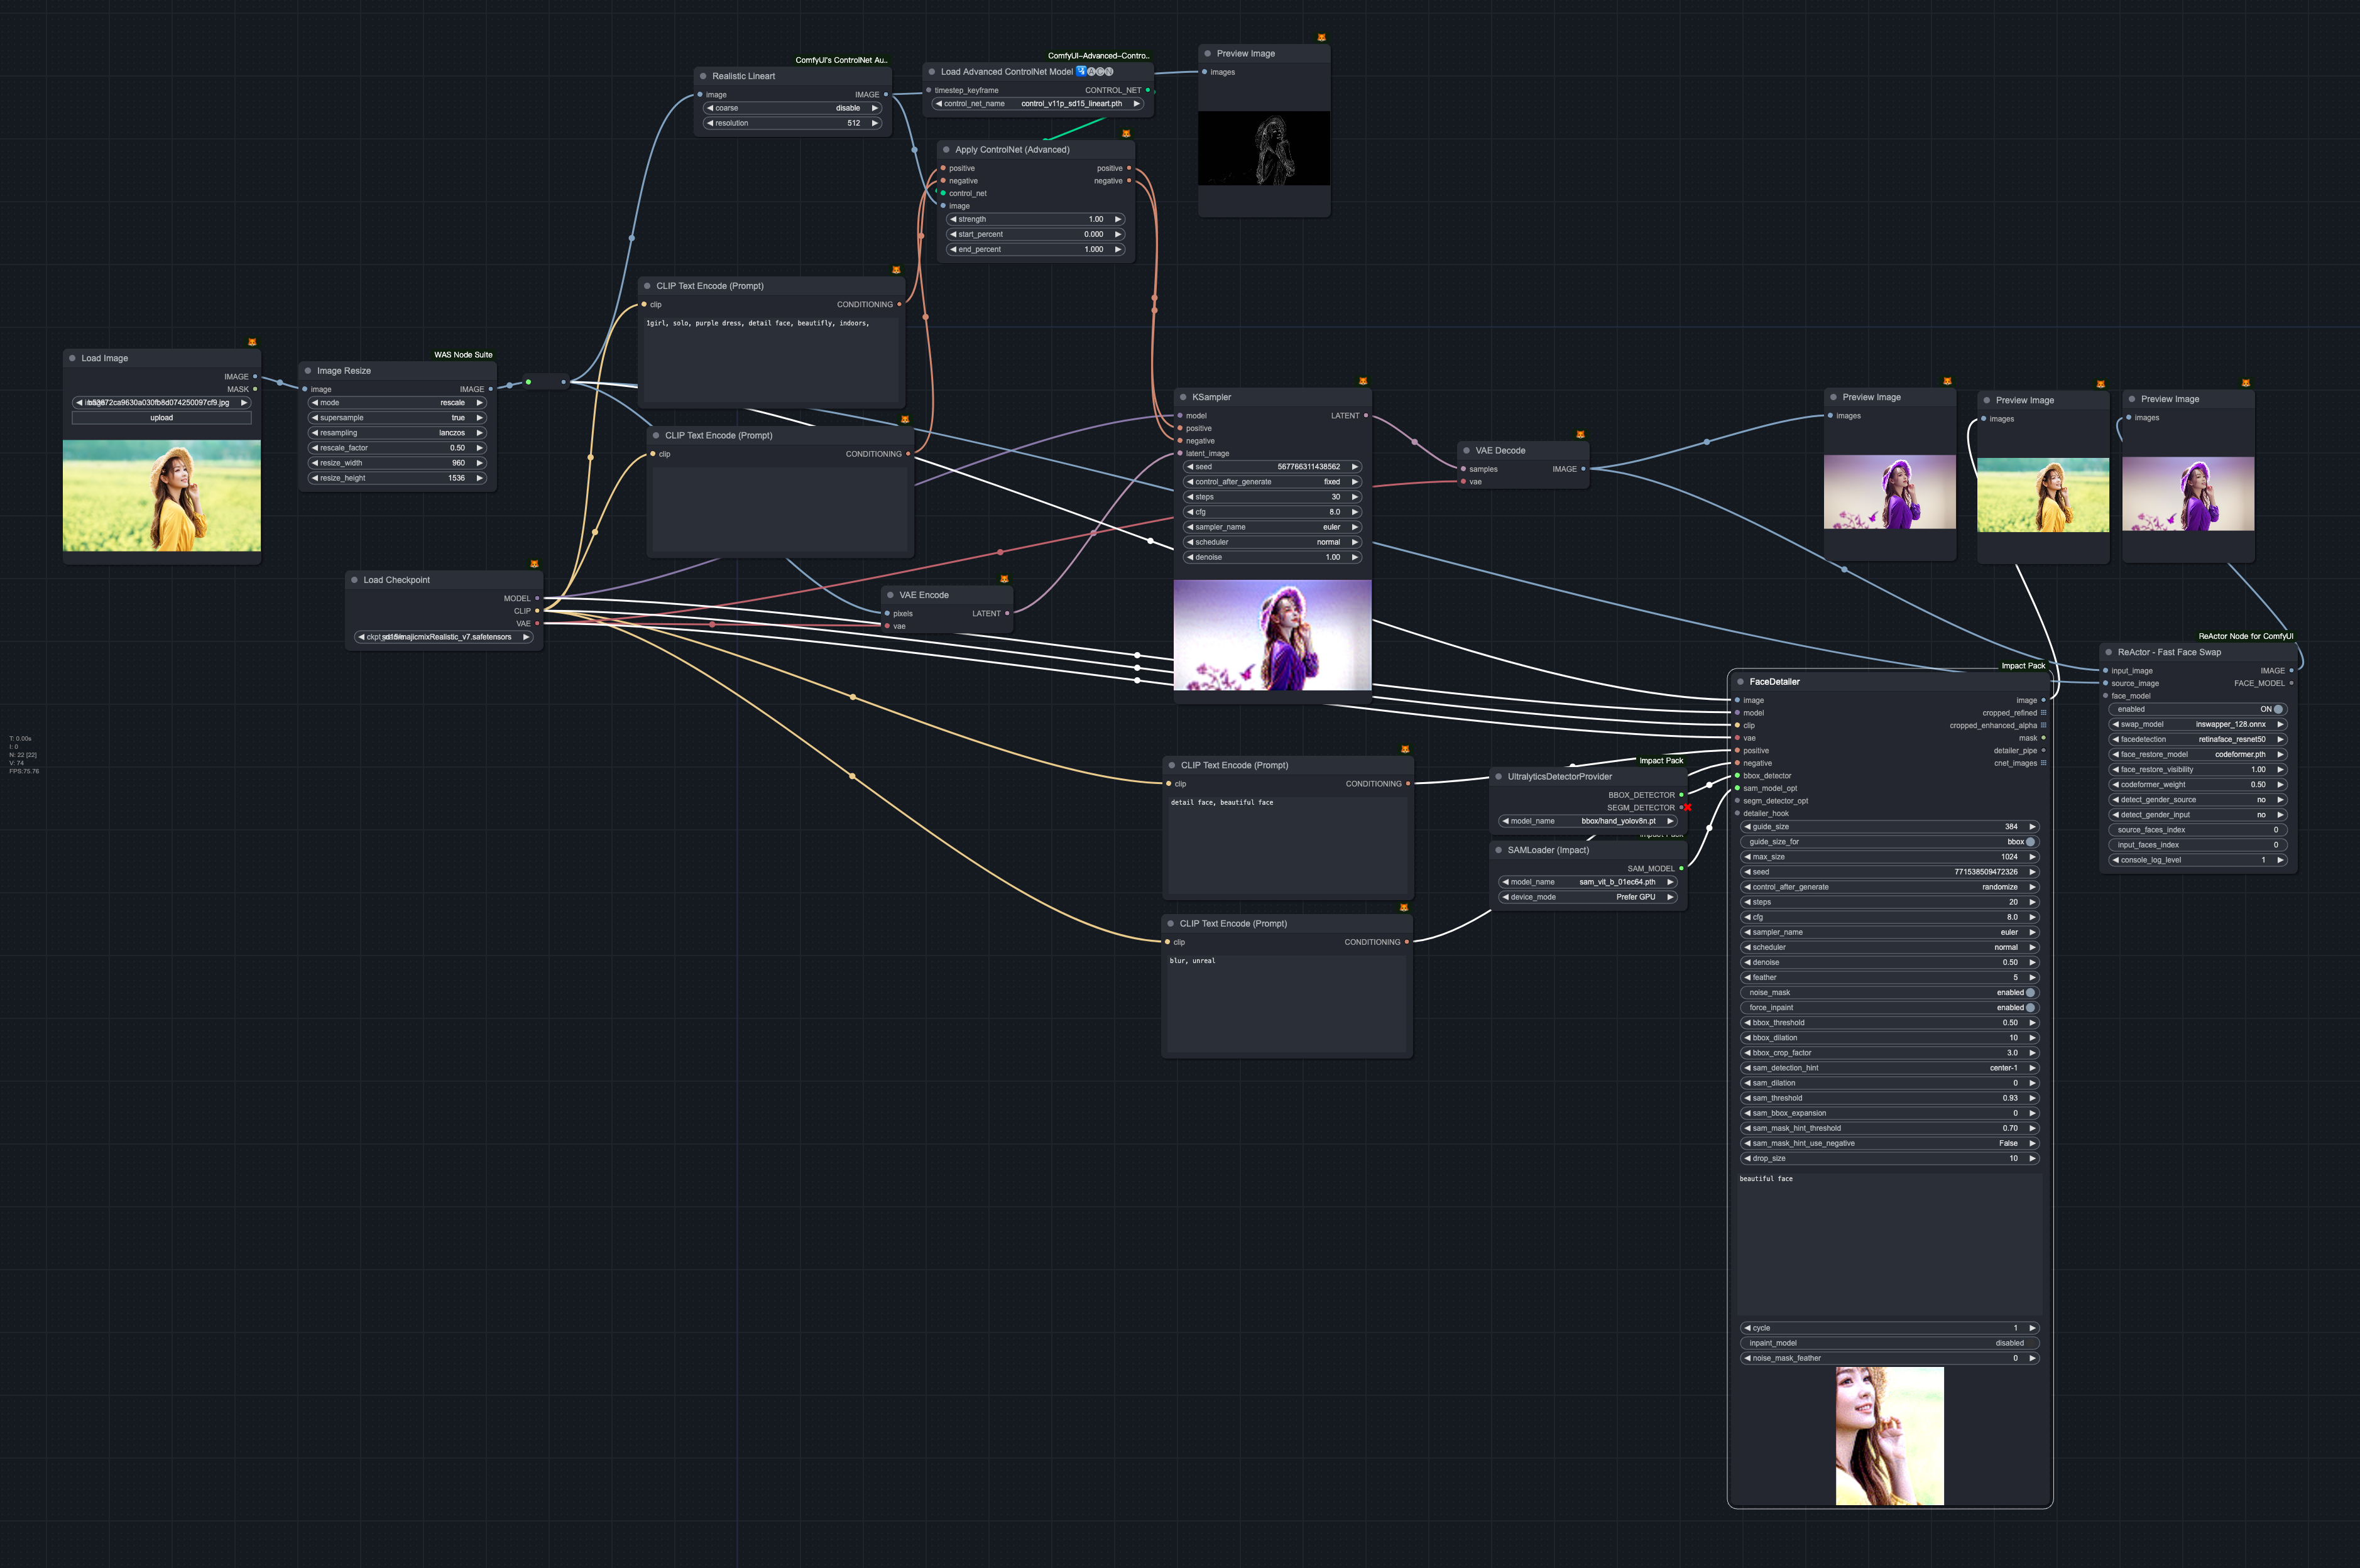 ComfyUI's ControlNet Au..
Realistic Lineart
image IMAGE
coarse disable
resolution 512
ComfyUI-Advanced-Contro..
Load Advanced ControlNet Model
timestep_keyframe CONTROL_NET
control_net_name control_v11p_sd15_lineart.pth
Preview Image
images
Apply ControlNet (Advanced)
positive positive
negative negative
control_net
image
strength 1.00
start_percent 0.000
end_percent 1.000
CLIP Text Encode (Prompt)
clip CONDITIONING
1girl, solo, purple dress, detail face, beautifly, indoors,
Load Image
IMAGE
MASK
upload
WAS Node Suite
Image Resize
image IMAGE
mode rescale
supersample true
resampling lanczos
rescale_factor 0.50
resize_width 960
resize_height 1536
CLIP Text Encode (Prompt)
clip CONDITIONING
Load Checkpoint
MODEL
CLIP
VAE
VAE Encode
pixels LATENT
vae
KSampler
model LATENT
positive
negative
latent_image
seed 567766311438562
control_after_generate fixed
steps 30
cfg 8.0
sampler_name euler
scheduler normal
denoise 1.00
VAE Decode
samples IMAGE
vae
Preview Image
images
Preview Image
images
Preview Image
images
ReActor Node for ComfyUI
ReActor - Fast Face Swap
input_image IMAGE
source_image FACE_MODEL
face_model
enabled ON
swap_model inswapper_128.onnx
facedetection retinaface_resnet50
face_restore_model codeformer.pth
face_restore_visibility 1.00
codeformer_weight 0.50
detect_gender_source no
detect_gender_input no
source_faces_index 0
input_faces_index 0
console_log_level 1
T: 0.00s
I: 0
N: 22 [22]
V: 74
FPS:75.76
CLIP Text Encode (Prompt)
clip CONDITIONING
detail face, beautiful face
CLIP Text Encode (Prompt)
clip CONDITIONING
blur, unreal
Impact Pack
UltralyticsDetectorProvider
BBOX_DETECTOR
SEGM_DETECTOR
model_name bbox/hand_yolov8n.pt
Impact Pack
SAMLoader (Impact)
SAM_MODEL
model_name sam_vit_b_01ec64.pth
device_mode Prefer GPU
Impact Pack
FaceDetailer
image image
model cropped_refined
clip cropped_enhanced_alpha
vae mask
positive detailer_pipe
negative cnet_images
bbox_detector
sam_model_opt
segm_detector_opt
detailer_hook
guide_size 384
guide_size_for bbox
max_size 1024
seed 771538509472326
control_after_generate randomize
steps 20
cfg 8.0
sampler_name euler
scheduler normal
denoise 0.50
feather 5
noise_mask enabled
force_inpaint enabled
bbox_threshold 0.50
bbox_dilation 10
bbox_crop_factor 3.0
sam_detection_hint center-1
sam_dilation 0
sam_threshold 0.93
sam_bbox_expansion 0
sam_mask_hint_threshold 0.70
sam_mask_hint_use_negative False
drop_size 10
beautiful face
cycle 1
inpaint_model disabled
noise_mask_feather 0